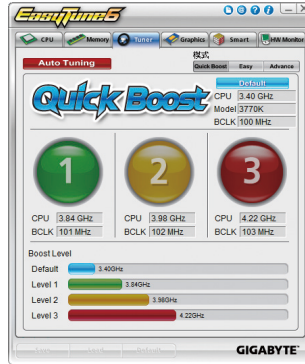 EasyTune6
CPU Memory Tuner Graphics Smart HW Monitor
Auto Tuning
模式
Quick Boost Easy Advance
Quick Boost
Default
CPU 3.40 GHz
Model 3770K
BCLK 100 MHz
1 2 3
CPU 3.84 GHz CPU 3.98 GHz CPU 4.22 GHz
BCLK 101 MHz BCLK 102 MHz BCLK 103 MHz
Boost Level
Default 3.40GHz
Level 1 3.84GHz
Level 2 3.98GHz
Level 3 4.22GHz
Save Load Default
GIGABYTE